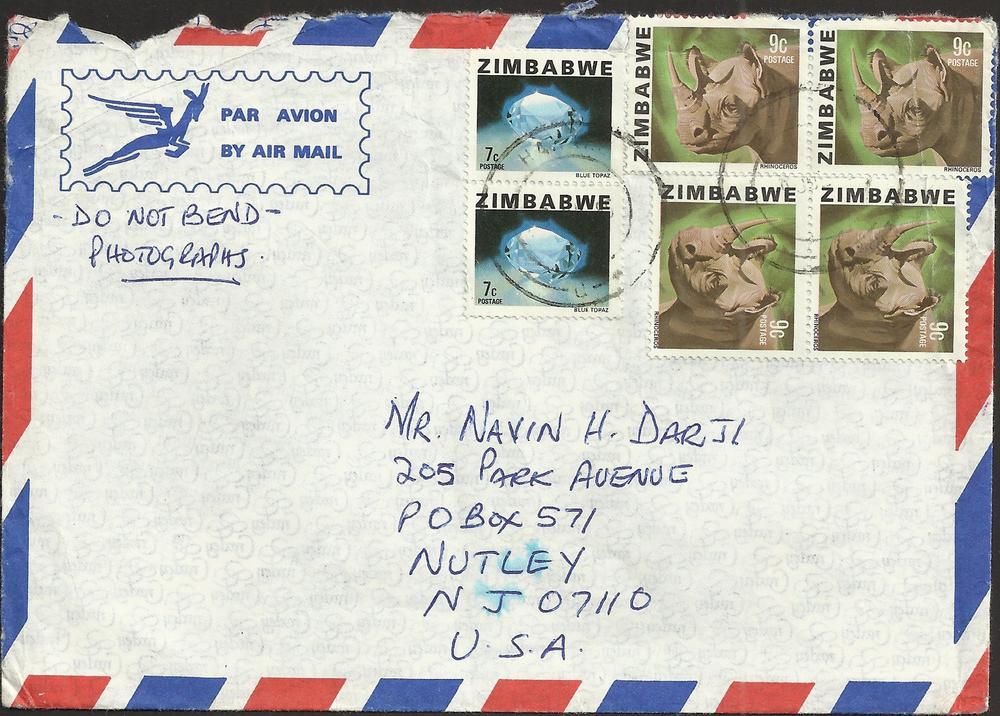 PAR AVION
BY AIR MAIL
- DO NOT BEND -
PHOTOGRAPHS.
ZIMBABWE
7c
POSTAGE
BLUE TOPAZ
ZIMBABWE
7c
POSTAGE
BLUE TOPAZ
ZIMBABWE
9c
POSTAGE
RHINOCEROS
ZIMBABWE
9c
POSTAGE
RHINOCEROS
ZIMBABWE
9c
POSTAGE
RHINOCEROS
ZIMBABWE
9c
POSTAGE
RHINOCEROS
MR. NAVIN H. DARJI
205 PARK AVENUE
PO BOX 571
NUTLEY
N J 07110
U.S.A.